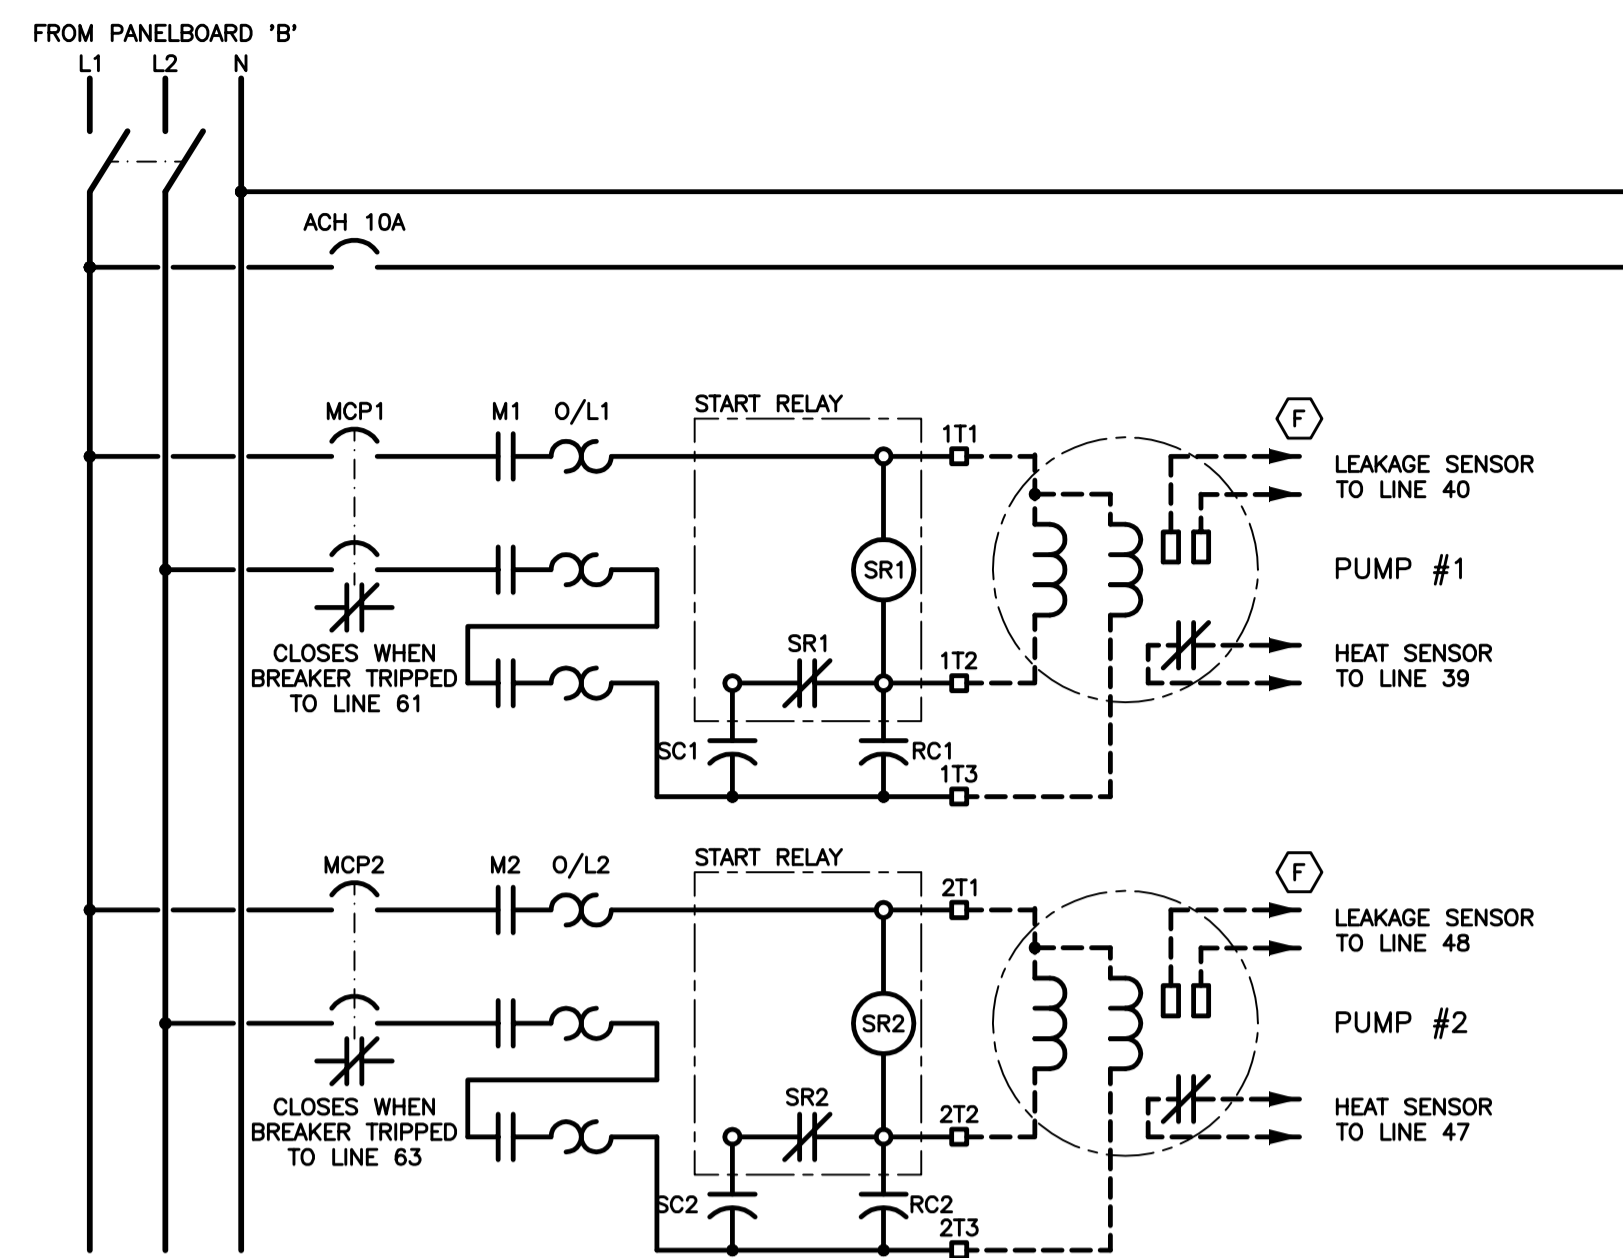 FROM PANELBOARD 'B'
L1 L2 N
ACH 10A
MCP1 M1 O/L1
START RELAY
1T1
F
LEAKAGE SENSOR
TO LINE 40
SR1
PUMP #1
CLOSES WHEN
BREAKER TRIPPED
TO LINE 61
SR1
1T2
HEAT SENSOR
TO LINE 39
SC1
RC1
1T3
MCP2 M2 O/L2
START RELAY
2T1
F
LEAKAGE SENSOR
TO LINE 48
SR2
PUMP #2
CLOSES WHEN
BREAKER TRIPPED
TO LINE 63
SR2
2T2
HEAT SENSOR
TO LINE 47
SC2
RC2
2T3